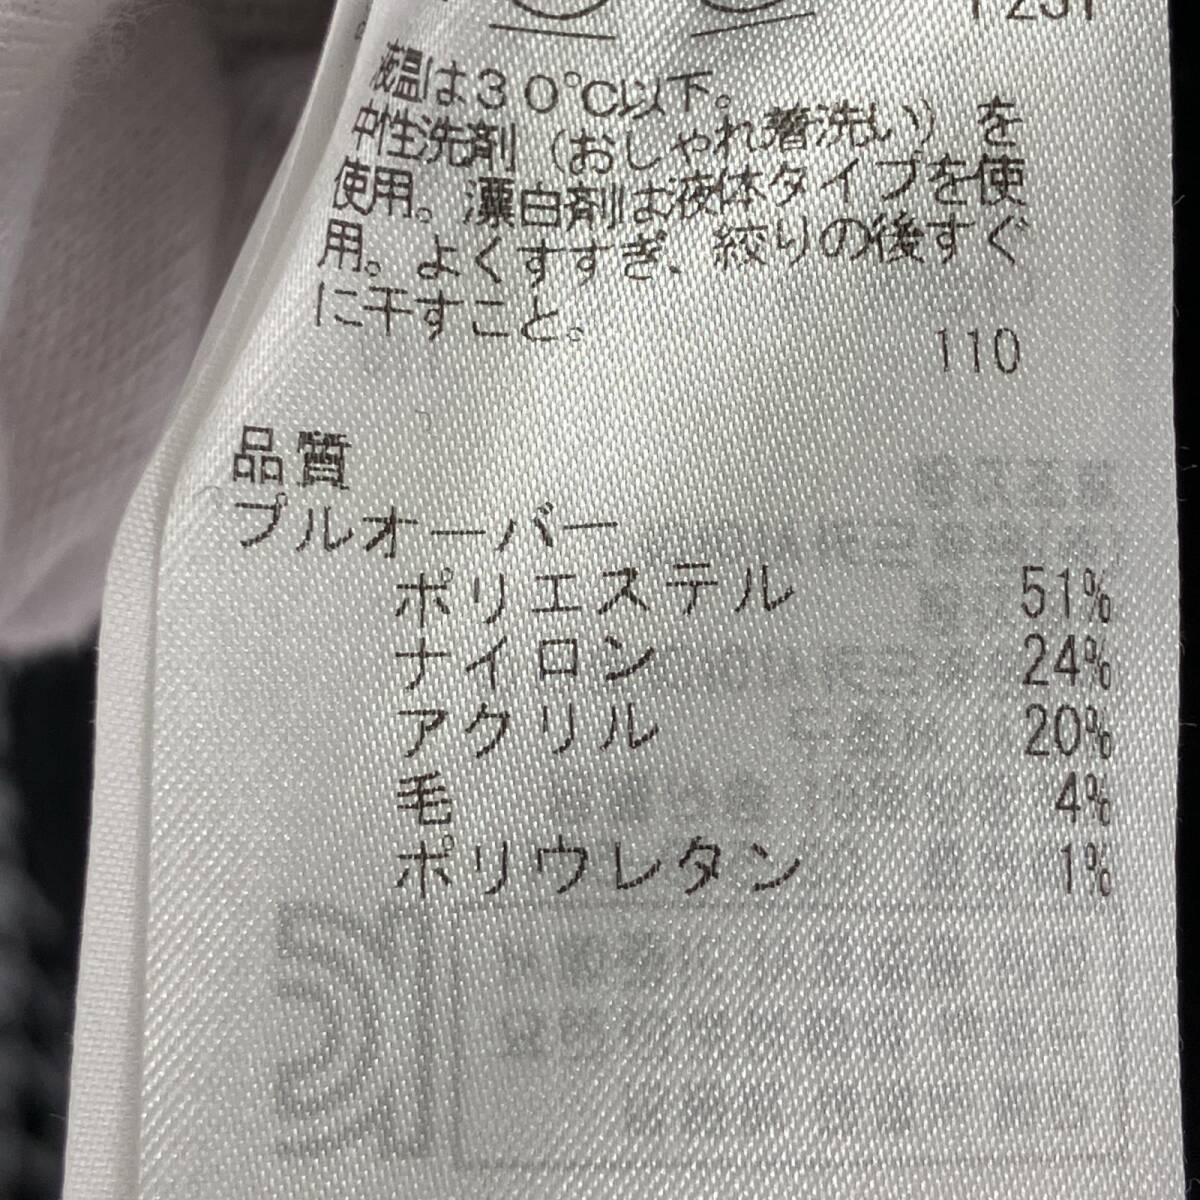 液温は30℃以下。
中性洗剤(おしゃれ着洗い)を
使用。漂白剤は液体タイプを使
用。よくすすぎ、絞りの後すぐ
に干すこと。
110
品質
プルオーバー
ポリエステル 51%
ナイロン 24%
アクリル 20%
毛 4%
ポリウレタン 1%